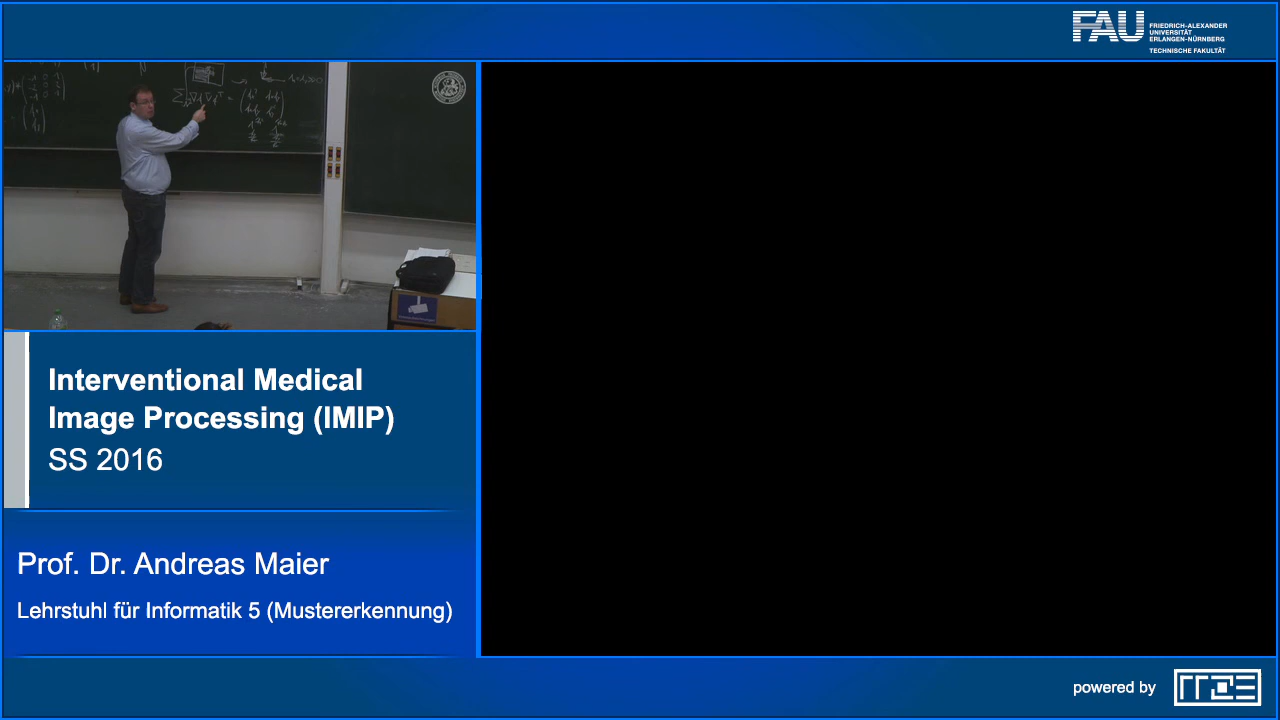 FAU
FRIEDRICH-ALEXANDER
UNIVERSITÄT
ERLANGEN-NÜRNBERG
TECHNISCHE FAKULTÄT
Interventional Medical
Image Processing (IMIP)
SS 2016
Prof. Dr. Andreas Maier
Lehrstuhl für Informatik 5 (Mustererkennung)
powered by